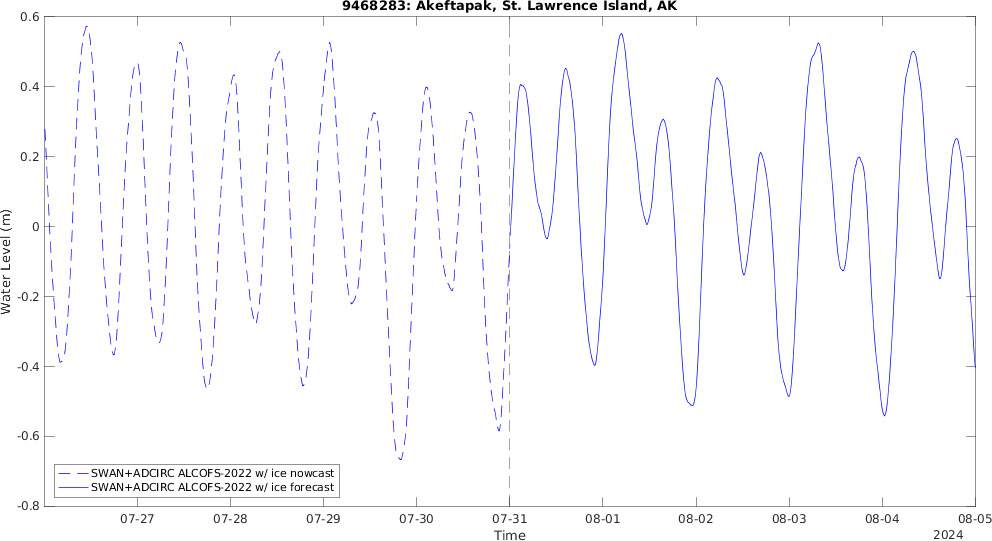 9468283: Akeftapak, St. Lawrence Island, AK
0.6
0.4
0.2
0
-0.2
-0.4
-0.6
-0.8
Water Level (m)
SWAN+ADCIRC ALCOFS-2022 w/ ice nowcast
SWAN+ADCIRC ALCOFS-2022 w/ ice forecast
07-27 07-28 07-29 07-30 07-31 08-01 08-02 08-03 08-04 08-05
Time
2024